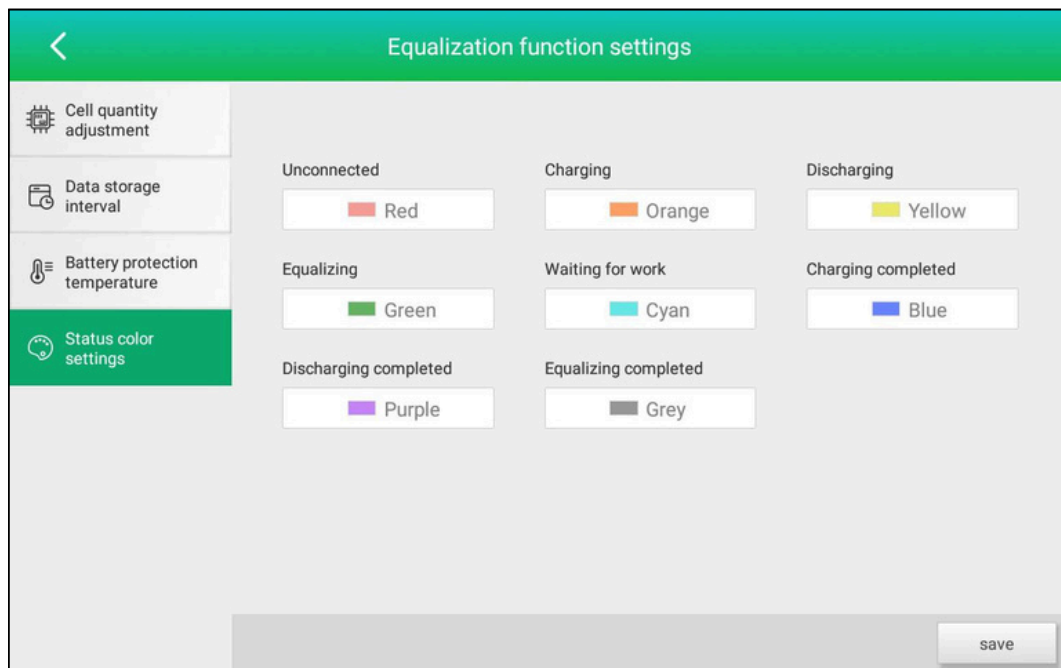 Equalization function settings
Cell quantity
adjustment
Data storage
interval
Battery protection
temperature
Status color
settings
Unconnected
Charging
Discharging
Red
Orange
Yellow
Equalizing
Waiting for work
Charging completed
Green
Cyan
Blue
Discharging completed
Equalizing completed
Purple
Grey
save